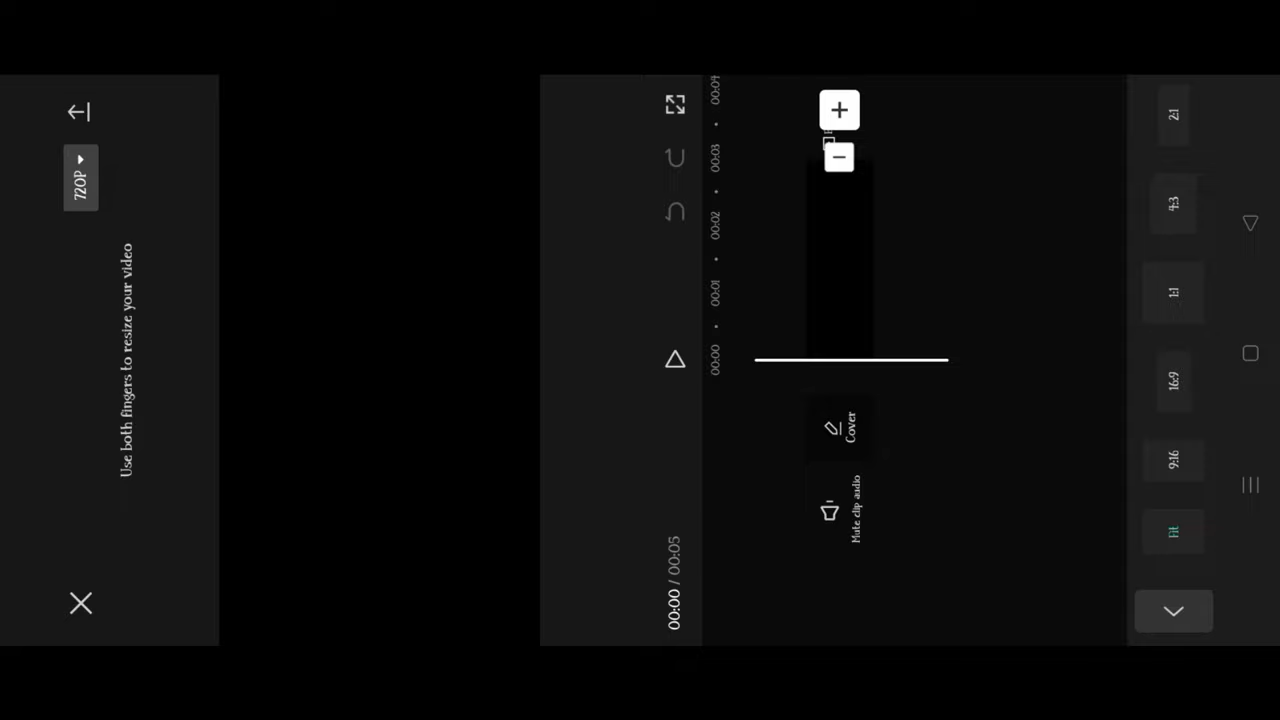 720P
Use both fingers to resize your video
00:00 / 00:05
00:00
00:01
00:02
00:03
00:04
Mute clip audio
Cover
Fit
9:16
16:9
1:1
4:3
2:1